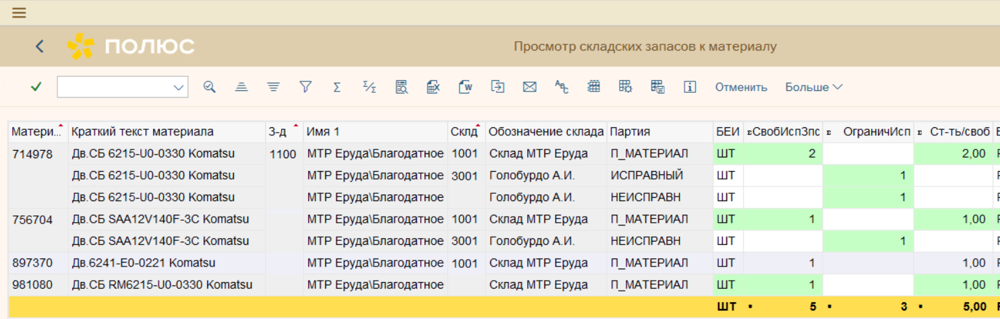 ПОЛЮС
Просмотр складских запасов к материалу
Отменить Больше
Матери... Краткий текст материала З-д Имя 1 Склд Обозначение склада Партия БЕИ СвобИспЗпс ОграничИсп Ст-ть/своб
714978 Дв.СБ 6215-U0-0330 Komatsu 1100 МТР Еруда\Благодатное 1001 Склад МТР Еруда П_МАТЕРИАЛ ШТ 2 2,00
Дв.СБ 6215-U0-0330 Komatsu МТР Еруда\Благодатное 3001 Голобурдо А.И. ИСПРАВНЫЙ ШТ 1
Дв.СБ 6215-U0-0330 Komatsu МТР Еруда\Благодатное Голобурдо А.И. НЕИСПРАВН ШТ 1
756704 Дв.СБ SAA12V140F-3C Komatsu МТР Еруда\Благодатное 1001 Склад МТР Еруда П_МАТЕРИАЛ ШТ 1 1,00
Дв.СБ SAA12V140F-3C Komatsu МТР Еруда\Благодатное 3001 Голобурдо А.И. НЕИСПРАВН ШТ 1
897370 Дв.6241-E0-0221 Komatsu МТР Еруда\Благодатное 1001 Склад МТР Еруда П_МАТЕРИАЛ ШТ 1 1,00
981080 Дв.СБ RM6215-U0-0330 Komatsu МТР Еруда\Благодатное Склад МТР Еруда П_МАТЕРИАЛ ШТ 1 1,00
ШТ ▪ 5 ▪ 3 ▪ 5,00